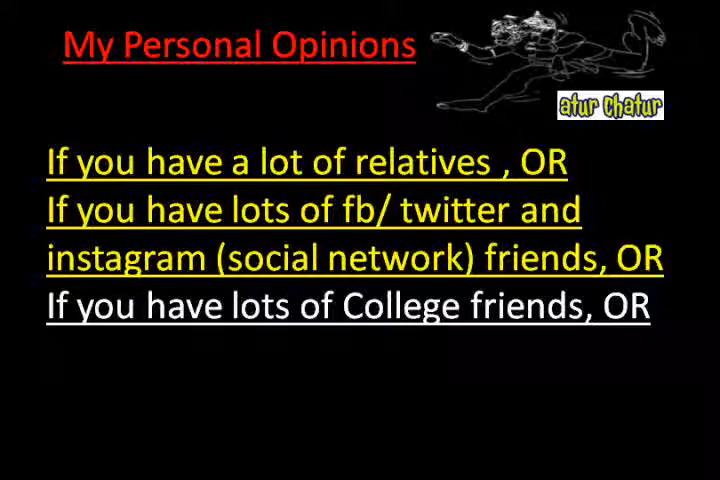 My Personal Opinions
atur chatur
If you have a lot of relatives , OR
If you have lots of fb/ twitter and
instagram (social network) friends, OR
If you have lots of College friends, OR